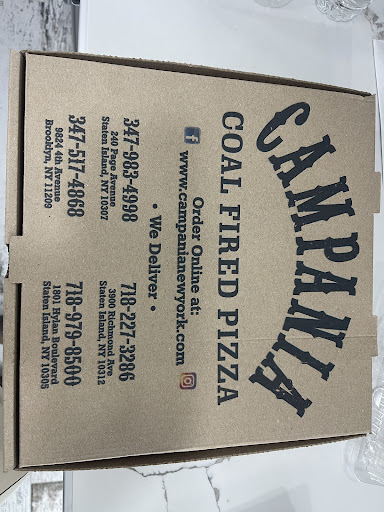 CAMPANIA
COAL FIRED PIZZA
Order Online at:
www.campanianewyork.com
• We Deliver •
347-983-4998
240 Page Avenue
Staten Island, NY 10307
718-227-3286
3900 Richmond Ave
Staten Island, NY 10312
347-517-4868
9824 4th Avenue
Brooklyn, NY 11209
718-979-8500
1801 Hylan Boulevard
Staten Island, NY 10305